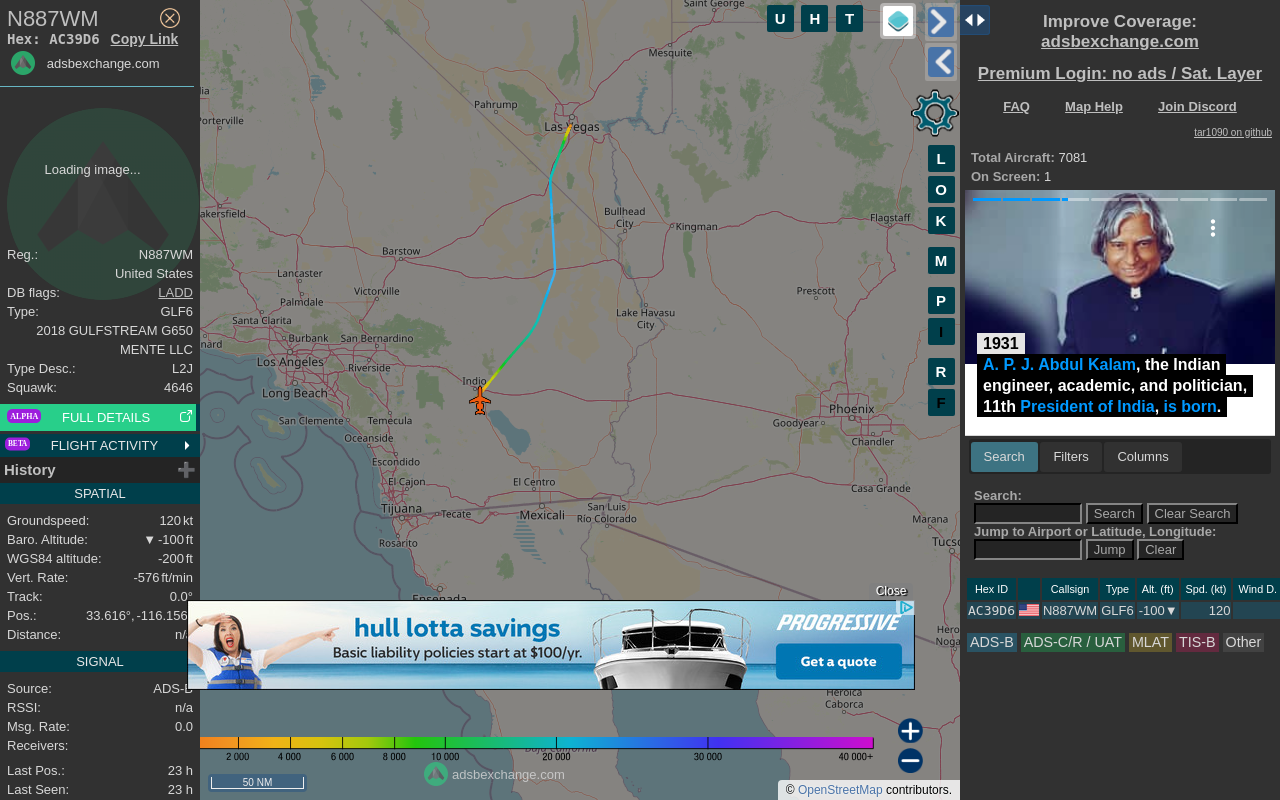 N887WM
Hex: AC39D6 Copy Link
adsbexchange.com
Loading image...
Reg.: N887WM
United States
DB flags: LADD
Type: GLF6
2018 GULFSTREAM G650
MENTE LLC
Type Desc.: L2J
Squawk: 4646
ALPHA FULL DETAILS
BETA FLIGHT ACTIVITY
History
SPATIAL
Groundspeed: 120 kt
Baro. Altitude: ▼ -100 ft
WGS84 altitude: -200 ft
Vert. Rate: -576 ft/min
Track: 0.0°
Pos.: 33.616°, -116.156
Distance: n/
SIGNAL
Source: ADS-B
RSSI: n/a
Msg. Rate: 0.0
Receivers:
Last Pos.: 23 h
Last Seen: 23 h
Saint George
Mesquite
Pahrump
Las Vegas
lia
Porterville
akersfield
Bullhead
City
Kingman
Flagstaff
Barstow
Lancaster
Victorville
Palmdale
Prescott
Santa Clarita
Lake Havasu
City
nard
Burbank
San Bernardino
Los Angeles
Riverside
Long Beach
Indio
San Clemente
Temecula
Phoenix
Goodyear
Oceanside
Chandler
Escondido
El Cajon
El Centro
Casa Grande
Tijuana
Tecate
Mexicali
San Luis
Río Colorado
Marana
Rosarito
Tucso
Ensenada
Hero
Noga
Heroica
Caborca
Baja California
U H T
L
O
K
M
P
I
R
F
Close
hull lotta savings
Basic liability policies start at $100/yr.
PROGRESSIVE
Get a quote
2 000 4 000 6 000 8 000 10 000 20 000 30 000 40 000+
adsbexchange.com
50 NM
© OpenStreetMap contributors.
Improve Coverage:
adsbexchange.com
Premium Login: no ads / Sat. Layer
FAQ Map Help Join Discord
tar1090 on github
Total Aircraft: 7081
On Screen: 1
1931
A. P. J. Abdul Kalam, the Indian
engineer, academic, and politician,
11th President of India, is born.
Search Filters Columns
Search:
Search Clear Search
Jump to Airport or Latitude, Longitude:
Jump Clear
Hex ID Callsign Type Alt. (ft) Spd. (kt) Wind D.
AC39D6 N887WM GLF6 -100▼ 120
ADS-B ADS-C/R / UAT MLAT TIS-B Other